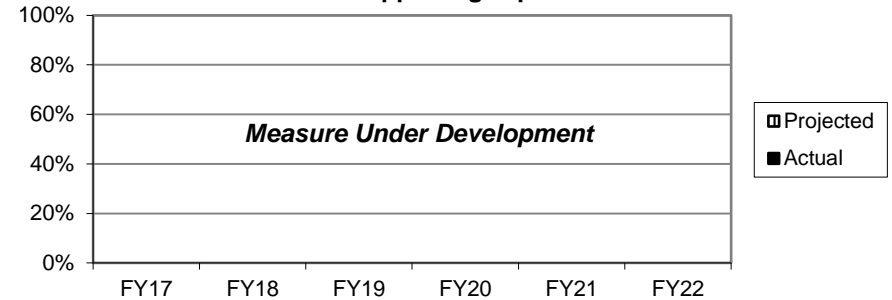 100%
80%
60%
40%
20%
0%
Measure Under Development
FY17 FY18 FY19 FY20 FY21 FY22
Projected
Actual